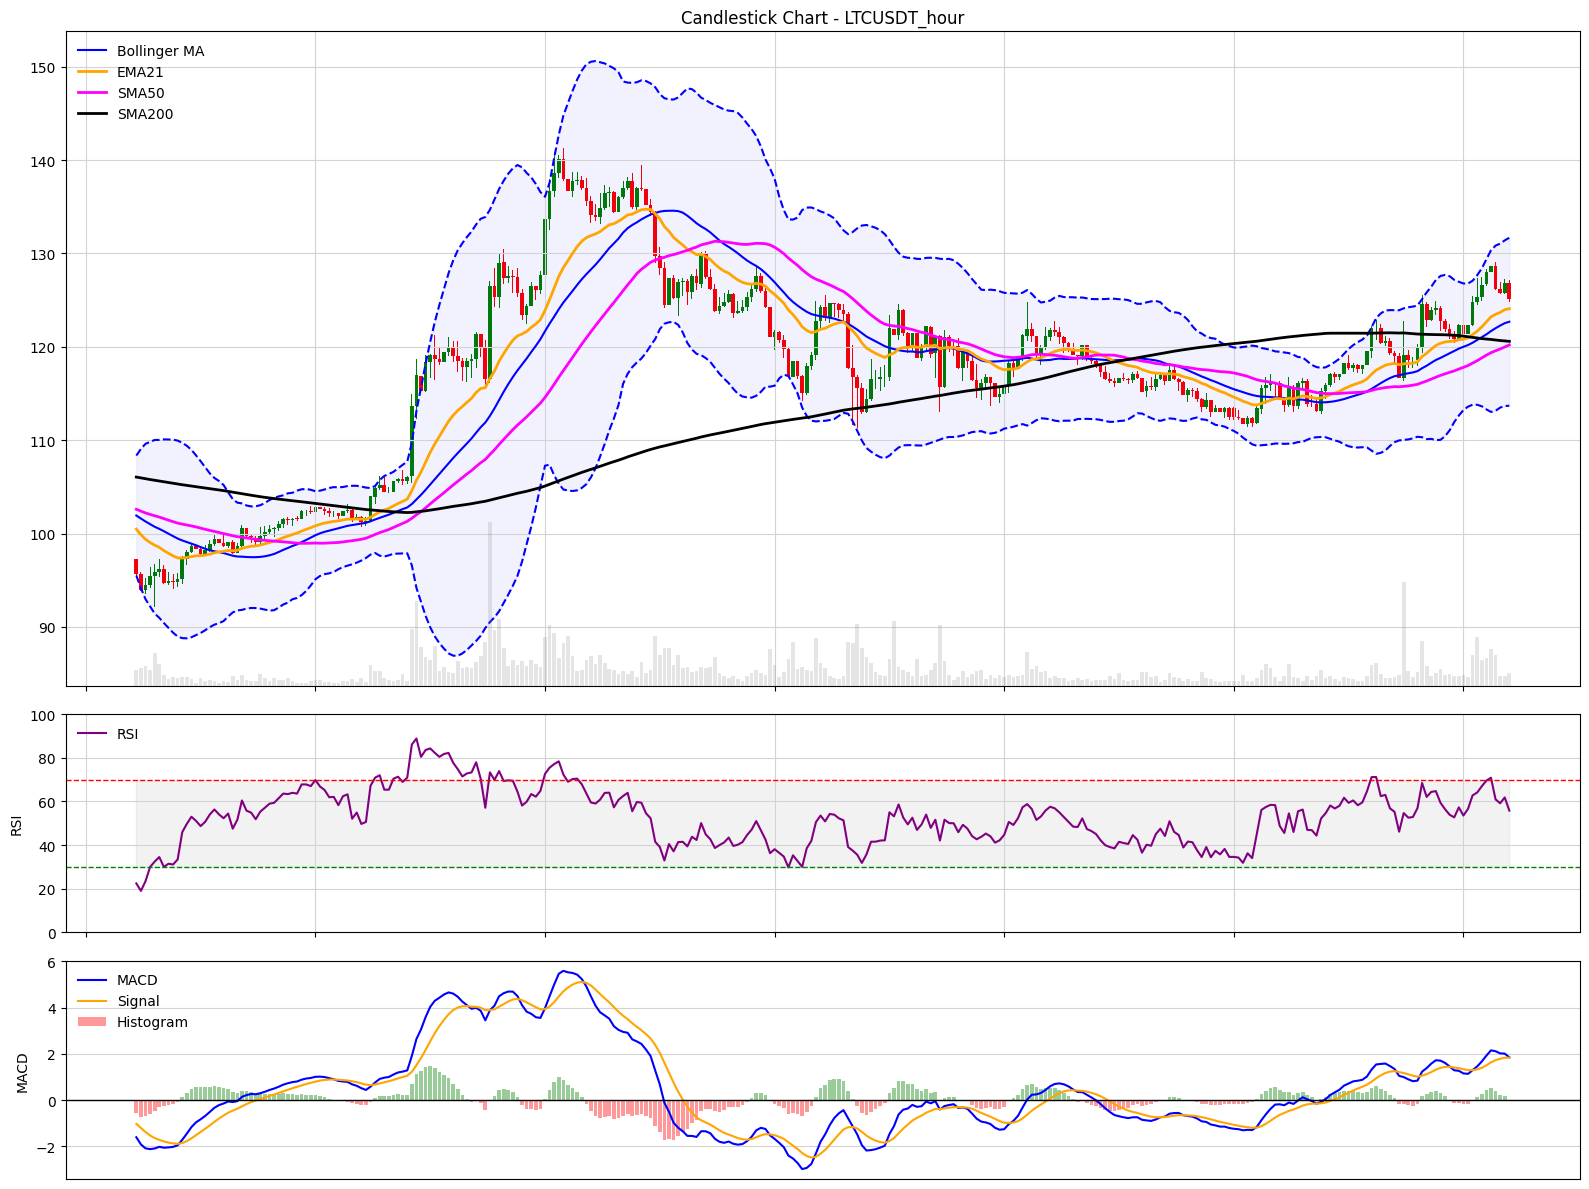 Candlestick Chart - LTCUSDT_hour
Bollinger MA
EMA21
SMA50
SMA200
150
140
130
120
110
100
90
RSI
100
80
60
40
20
0
RSI
MACD
Signal
Histogram
6
4
2
0
−2
MACD